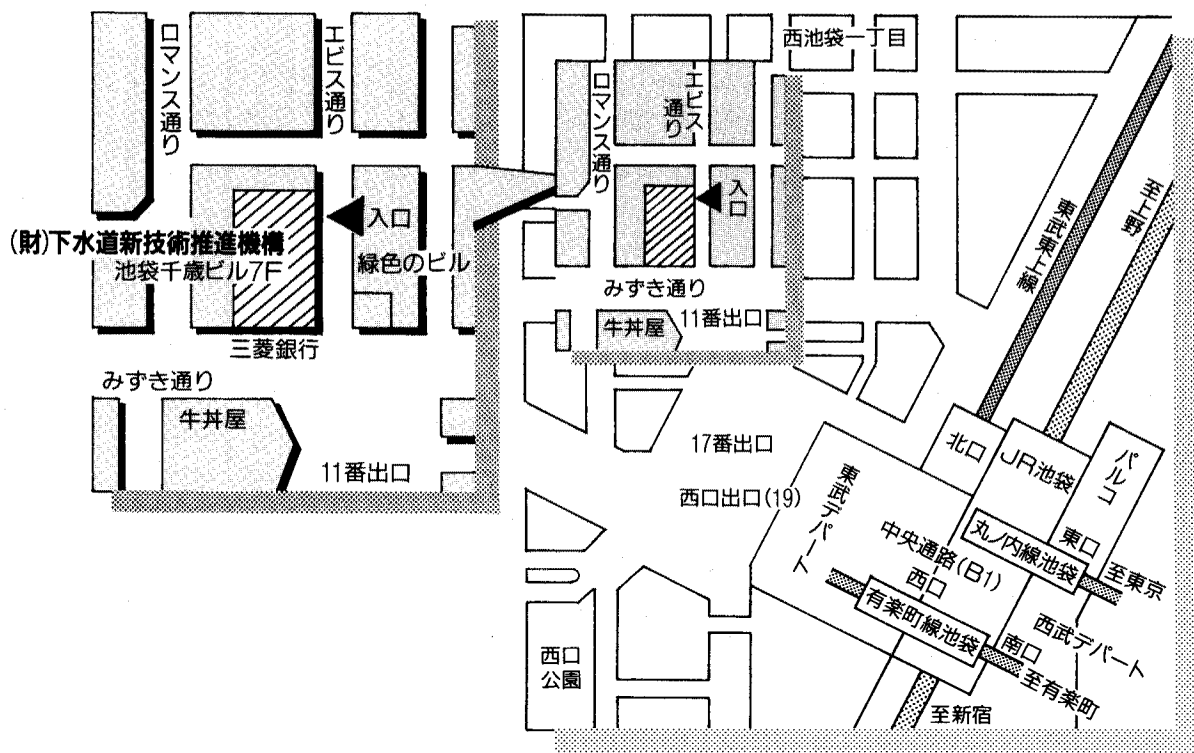 ロマンス通り
エビス通り
入口
(財)下水道新技術推進機構
池袋千歳ビル7F
緑色のビル
三菱銀行
みずき通り
牛丼屋
11番出口
西池袋一丁目
ロマンス通り
エビス
通り
入口
みずき通り
牛丼屋
11番出口
東武東上線
至上野
17番出口
北口
JR池袋
パルコ
西口出口(19)
東武デパート
中央通路(B1)
西口
丸ノ内線池袋
東口
至東京
有楽町線池袋
南口
西武デパート
至有楽町
至新宿
西口
公園